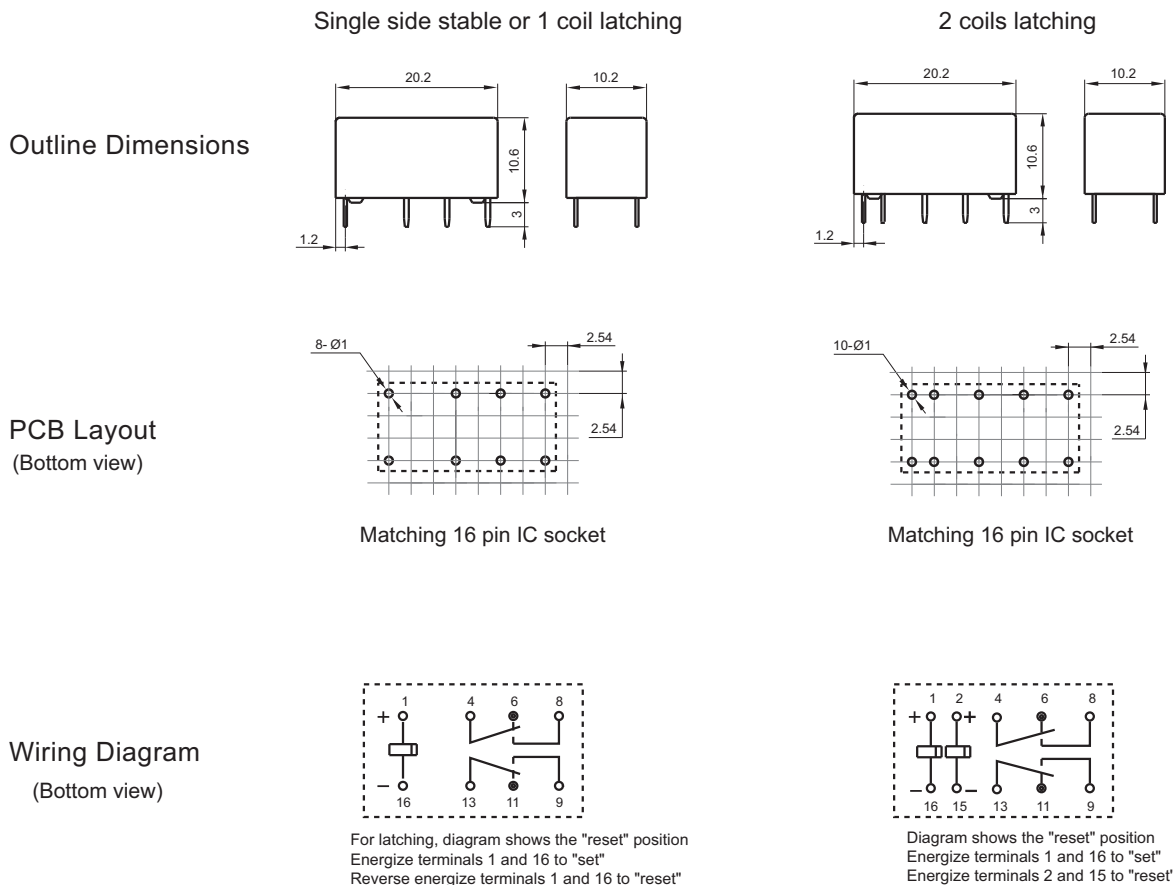 Single side stable or 1 coil latching
2 coils latching
Outline Dimensions
20.2
10.2
10.6
3
1.2
20.2
10.2
10.6
3
1.2
PCB Layout
(Bottom view)
8-Ø1
2.54
2.54
Matching 16 pin IC socket
10-Ø1
2.54
2.54
Matching 16 pin IC socket
Wiring Diagram
(Bottom view)
1 4 6 8
+
−
16 13 11 9
For latching, diagram shows the "reset" position
Energize terminals 1 and 16 to "set"
Reverse energize terminals 1 and 16 to "reset"
1 2 4 6 8
+ +
− −
16 15 13 11 9
Diagram shows the "reset" position
Energize terminals 1 and 16 to "set"
Energize terminals 2 and 15 to "reset"